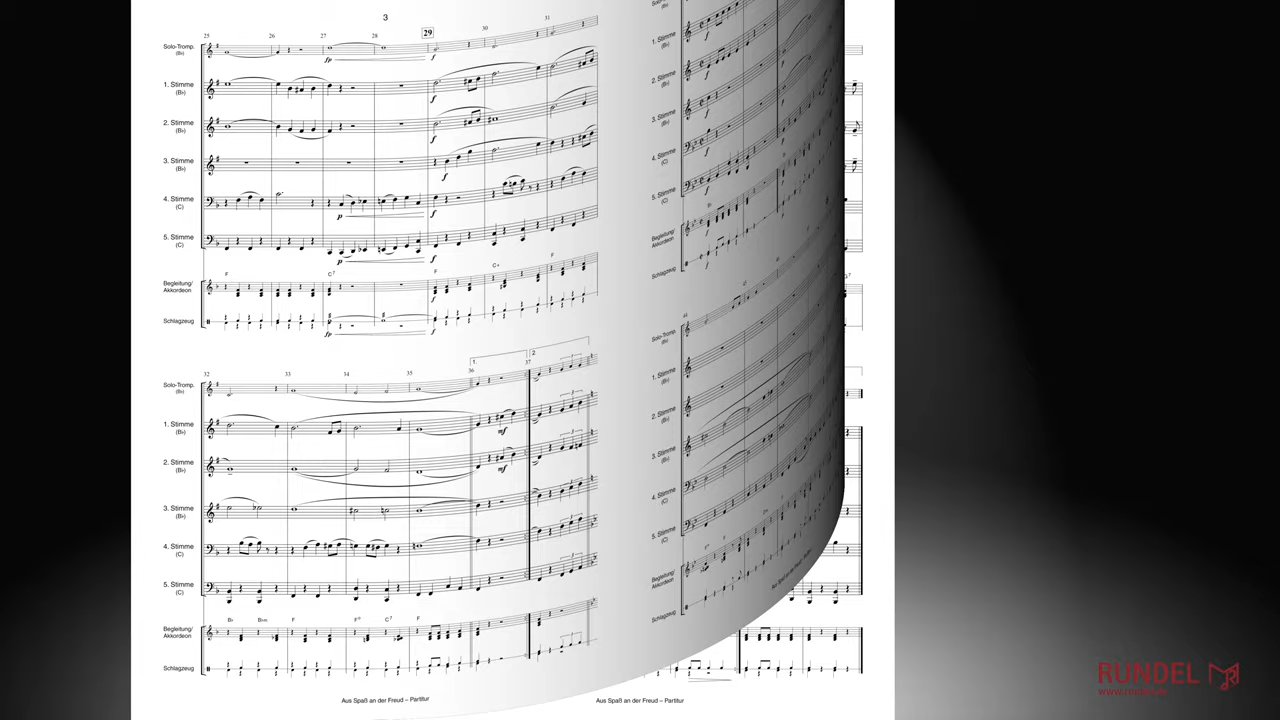 3
25 26 27 28 29 30 31
Solo-Tromp.
(B♭)
fp f
1. Stimme
(B♭)
f
2. Stimme
(B♭)
f
3. Stimme
(B♭)
f
4. Stimme
(C)
p f
5. Stimme
(C)
p f
F C7 F C+ F
Begleitung/
Akkordeon
f
Schlagzeug
fp f
1. 2.
32 33 34 35 36 37
Solo-Tromp.
(B♭)
1. Stimme
(B♭)
mf
2. Stimme
(B♭)
mf
3. Stimme
(B♭)
4. Stimme
(C)
5. Stimme
(C)
B♭ B♭m F C7 F
Begleitung/
Akkordeon
Schlagzeug
Aus Spaß an der Freud – Partitur
1. Stimme
(B♭)
2. Stimme
(B♭)
3. Stimme
(B♭)
4. Stimme
(C)
5. Stimme
(C)
Begleitung/
Akkordeon
Schlagzeug
Solo-Tromp.
(B♭)
1. Stimme
(B♭)
2. Stimme
(B♭)
3. Stimme
(B♭)
4. Stimme
(C)
5. Stimme
(C)
Begleitung/
Akkordeon
Schlagzeug
Aus Spaß an der Freud – Partitur
RUNDEL
www.rundel.de